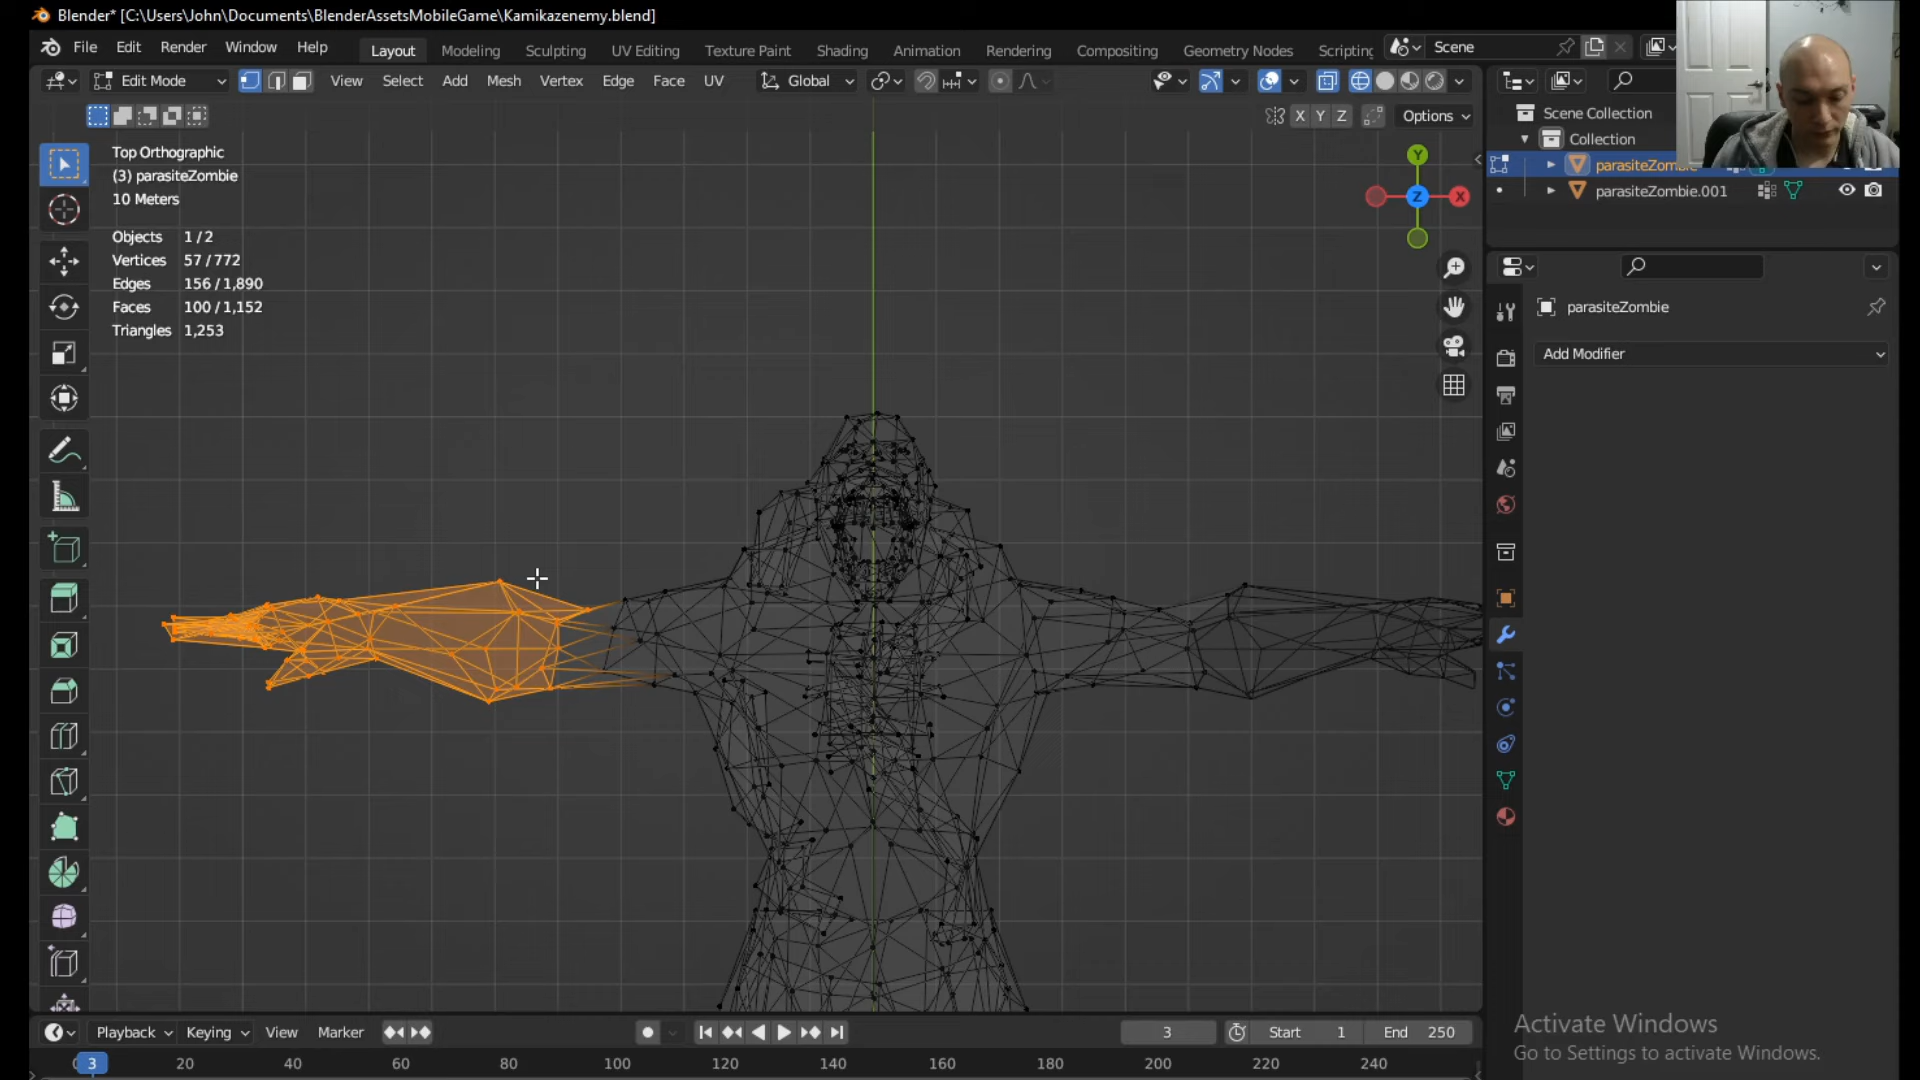 Blender* [C:\Users\John\Documents\BlenderAssetsMobileGame\Kamikazenemy.blend]
File Edit Render Window Help Layout Modeling Sculpting UV Editing Texture Paint Shading Animation Rendering Compositing Geometry Nodes Scripting Scene
Edit Mode View Select Add Mesh Vertex Edge Face UV Global
X Y Z Options
Scene Collection
Collection
parasiteZombie
parasiteZombie.001
Top Orthographic
(3) parasiteZombie
10 Meters
Objects 1 / 2
Vertices 57 / 772
Edges 156 / 1,890
Faces 100 / 1,152
Triangles 1,253
Y
Z
X
parasiteZombie
Add Modifier
Activate Windows
Go to Settings to activate Windows.
Playback Keying View Marker 3 Start 1 End 250
3 20 40 60 80 100 120 140 160 180 200 220 240